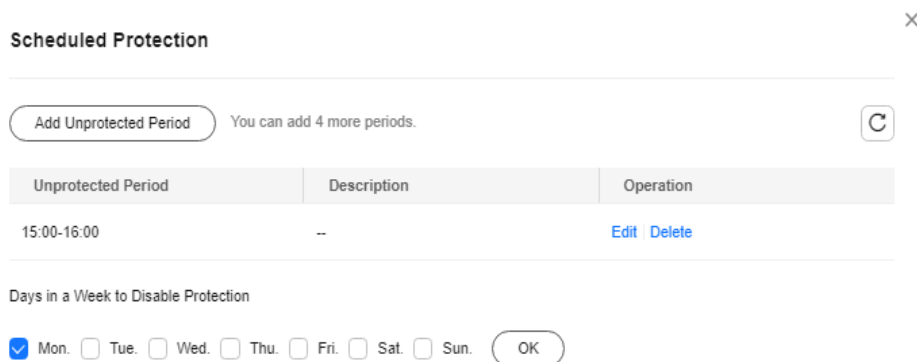 Scheduled Protection
Add Unprotected Period You can add 4 more periods.
Unprotected Period Description Operation
15:00-16:00 -- Edit Delete
Days in a Week to Disable Protection
Mon. Tue. Wed. Thu. Fri. Sat. Sun. OK